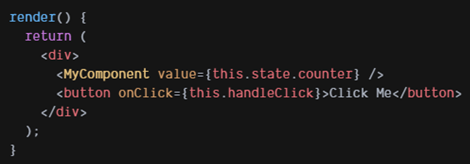 render() {
  return (
    <div>
      <MyComponent value={this.state.counter} />
      <button onClick={this.handleClick}>Click Me</button>
    </div>
  );
}